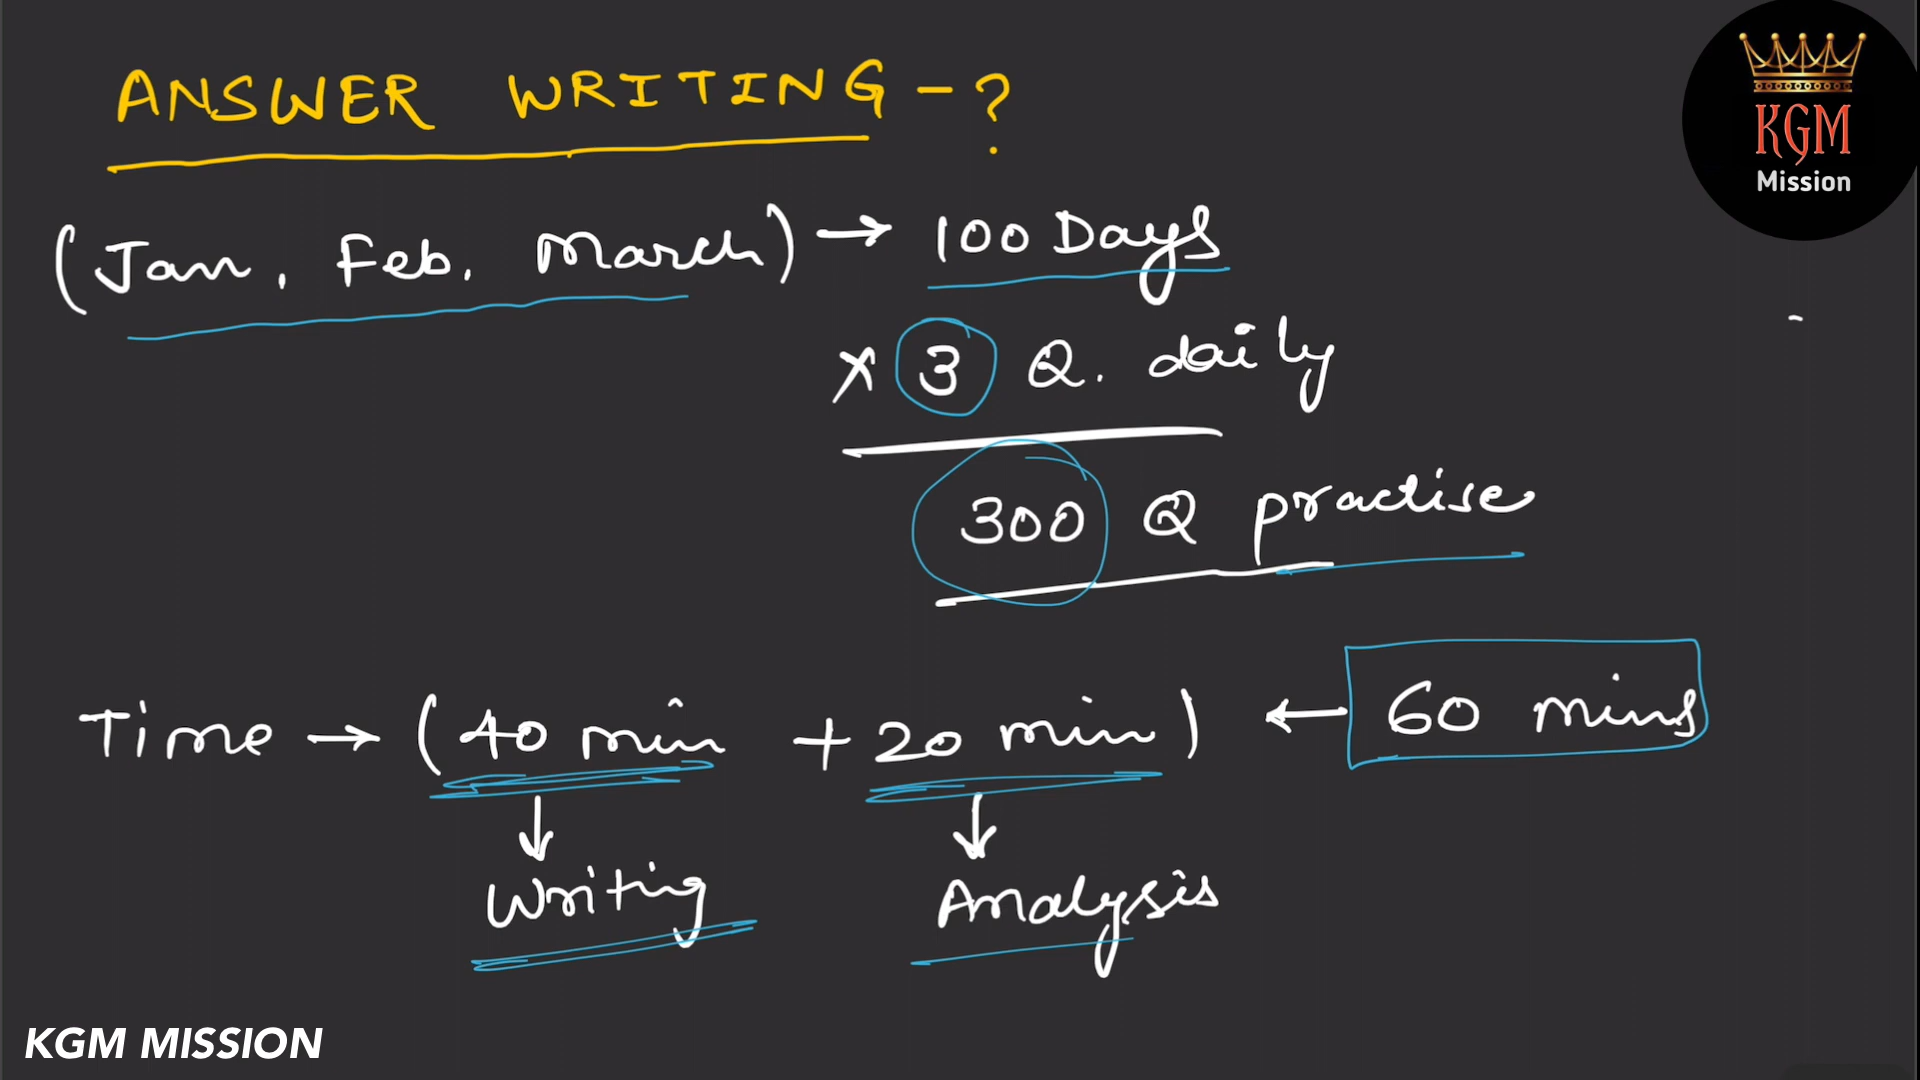 ANSWER WRITING - ?
KGM
Mission
(Jan, Feb, March) → 100 Days
× 3 Q. daily
300 Q practise
Time → (40 min + 20 min) ← 60 mins
↓ ↓
Writing Analysis
KGM MISSION